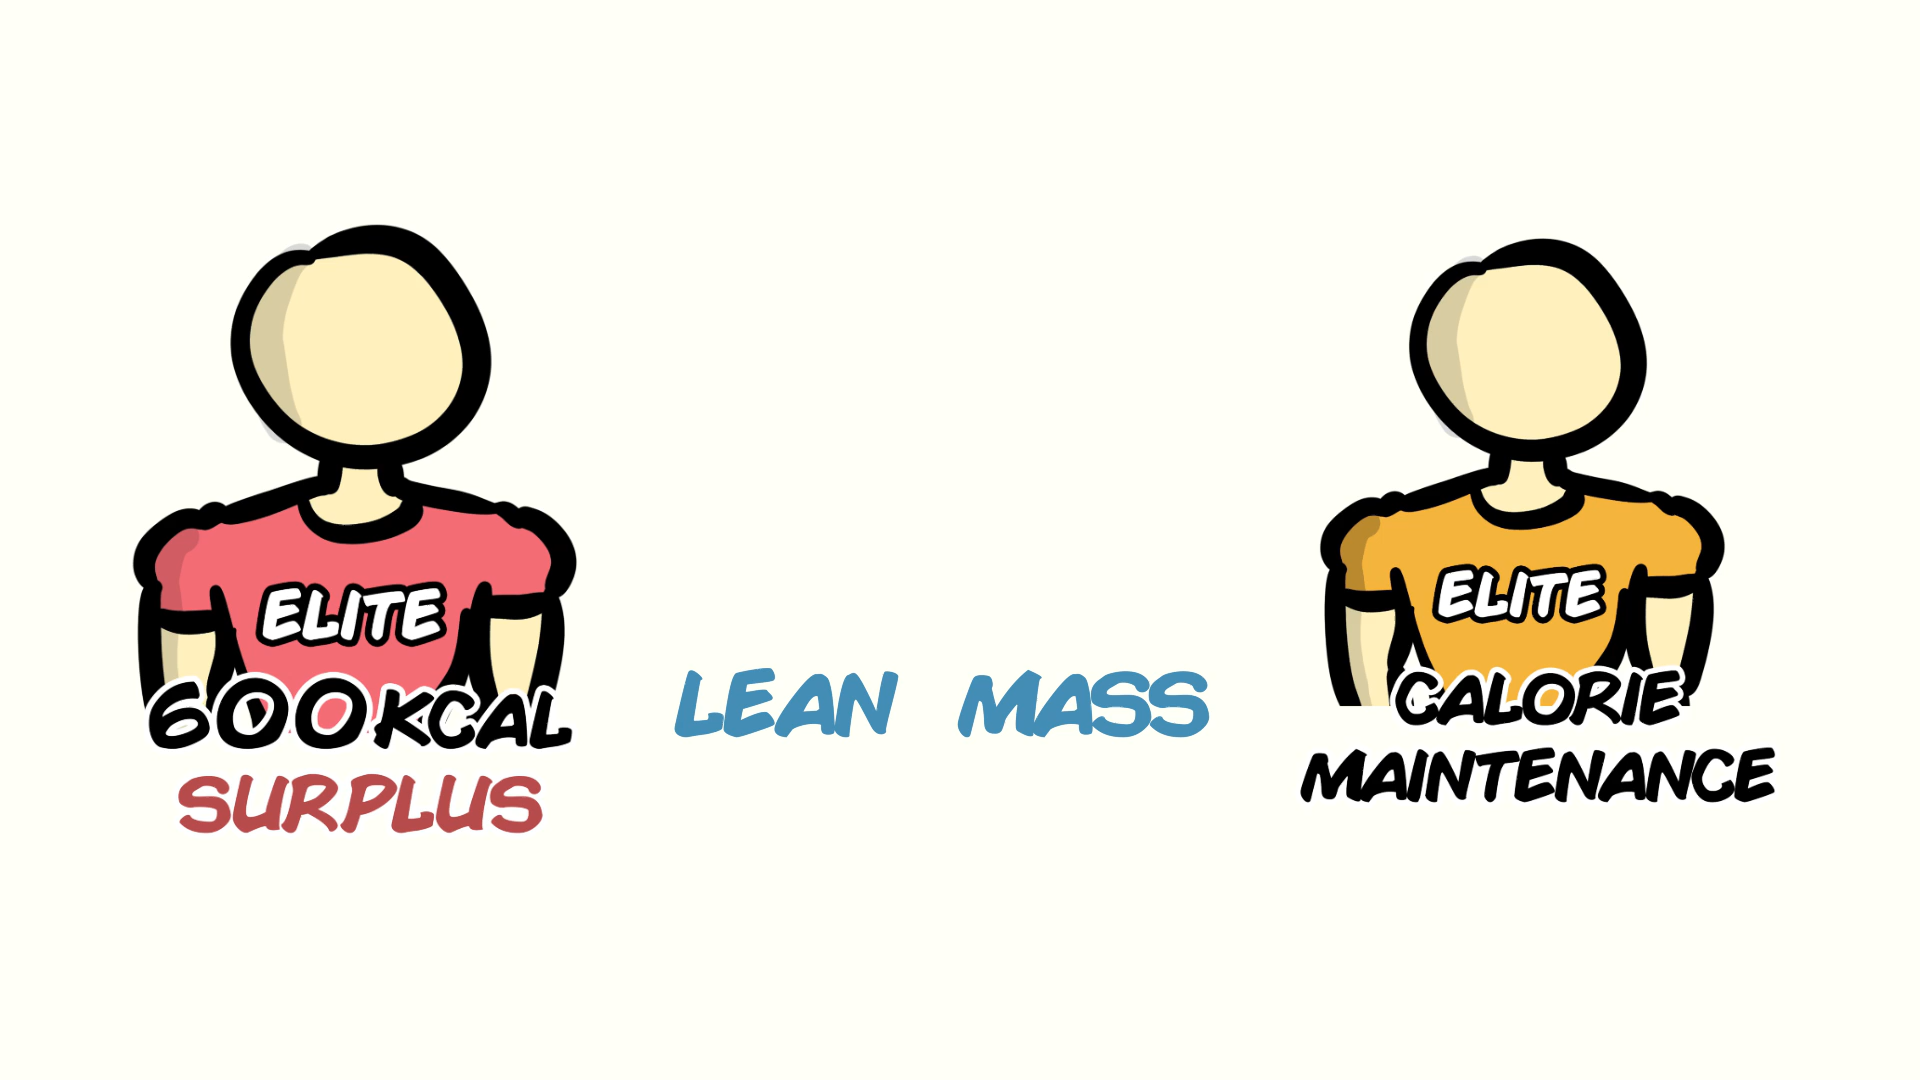 ELITE
600KCAL
SURPLUS
LEAN MASS
ELITE
CALORIE
MAINTENANCE